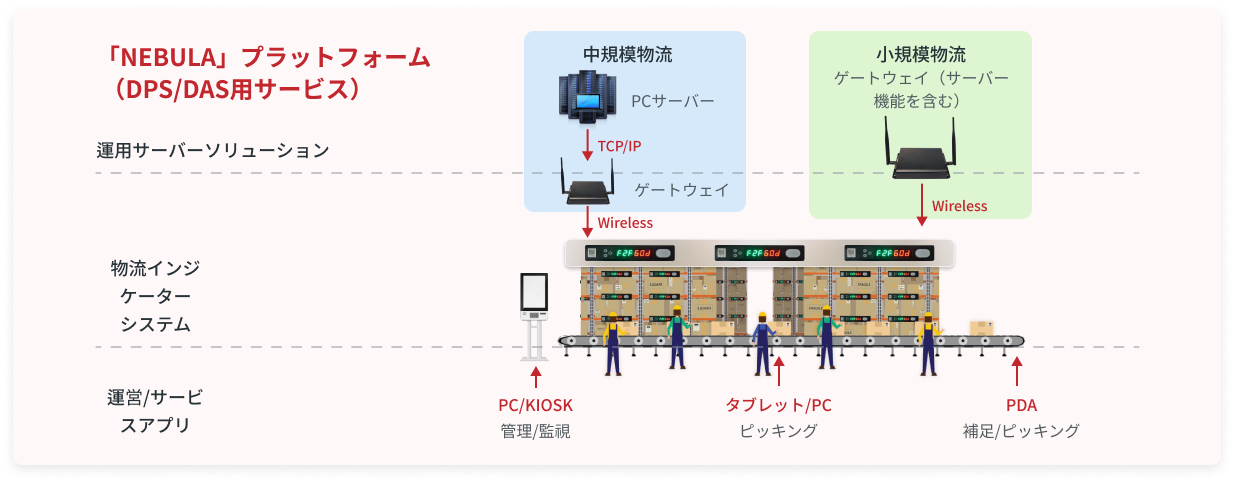 「NEBULA」プラットフォーム
（DPS/DAS用サービス）
中規模物流
PCサーバー
TCP/IP
ゲートウェイ
Wireless
小規模物流
ゲートウェイ（サーバー
機能を含む）
Wireless
運用サーバーソリューション
物流インジ
ケーター
システム
F2F60d
F2F60d
F2F60d
運営/サービ
スアプリ
PC/KIOSK
管理/監視
タブレット/PC
ピッキング
PDA
補足/ピッキング